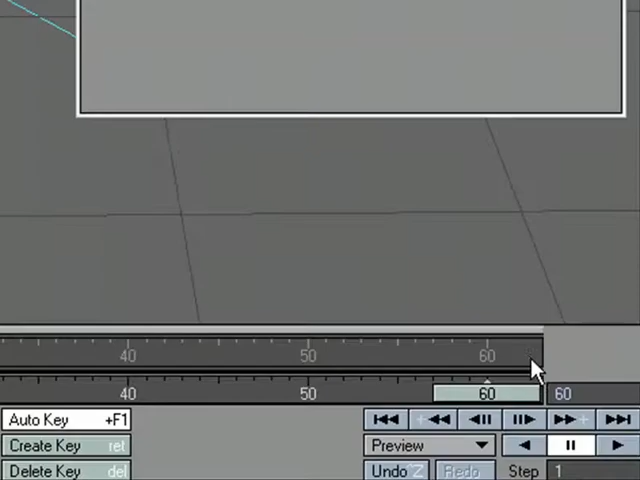 40 50 60
40 50 60 60
Auto Key +F1
Create Key ret Preview
Delete Key del Undo ^Z Redo Step 1